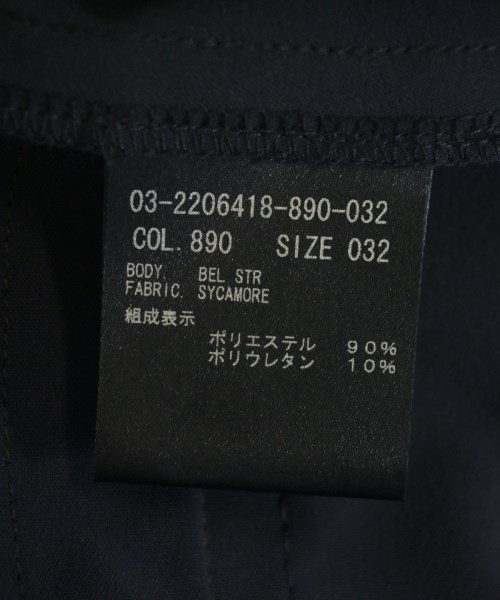 03-2206418-890-032
COL. 890 SIZE 032
BODY. BEL STR
FABRIC. SYCAMORE
組成表示
ポリエステル 90%
ポリウレタン 10%